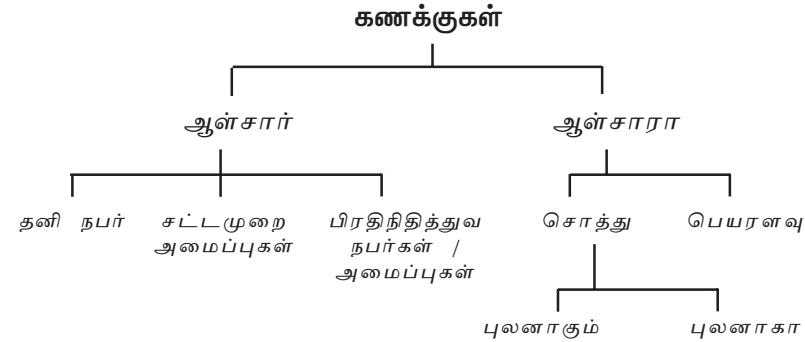 கணக்குகள்
ஆள்சார் ஆள்சாரா
தனி நபர் சட்டமுறை பிரதிநிதித்துவ சொத்து பெயரளவு
அமைப்புகள் நபர்கள் /
அமைப்புகள்
புலனாகும் புலனாகா